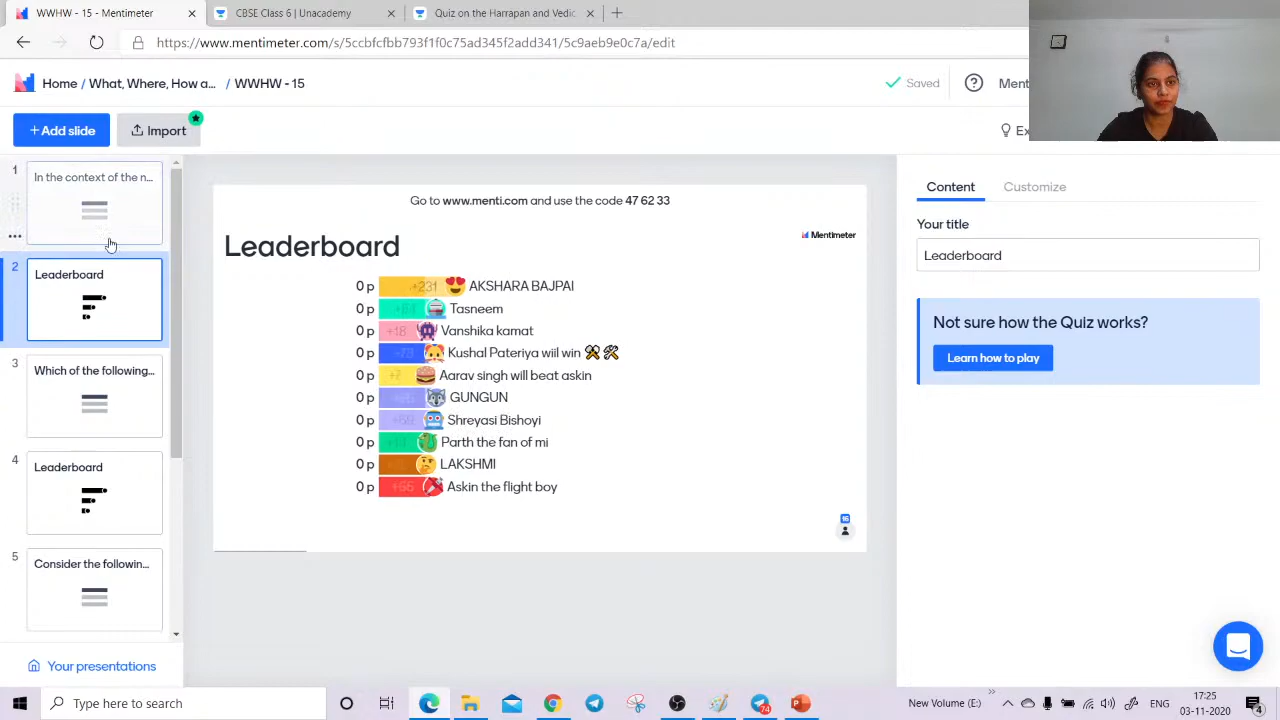 WWHW - 15 - Mentimeter
CBSE Class 6 | Unacademy
Quiz on the Harrapan and Vedic
https://www.mentimeter.com/s/5ccbfcfbb793f1f0c75ad345f2add341/5c9aeb9e0c7a/edit
Home / What, Where, How a... / WWHW - 15
Saved
Ment
+ Add slide
Import
Ex
1
In the context of the n...
2
Leaderboard
3
Which of the following...
4
Leaderboard
5
Consider the followin...
Your presentations
Go to www.menti.com and use the code 47 62 33
Mentimeter
Leaderboard
0 p +231 AKSHARA BAJPAI
0 p Tasneem
0 p +18 Vanshika kamat
0 p Kushal Pateriya wiil win
0 p Aarav singh will beat askin
0 p GUNGUN
0 p Shreyasi Bishoyi
0 p Parth the fan of mi
0 p LAKSHMI
0 p Askin the flight boy
Content
Customize
Your title
Leaderboard
Not sure how the Quiz works?
Learn how to play
Type here to search
74
New Volume (E:)
17:25
03-11-2020
4